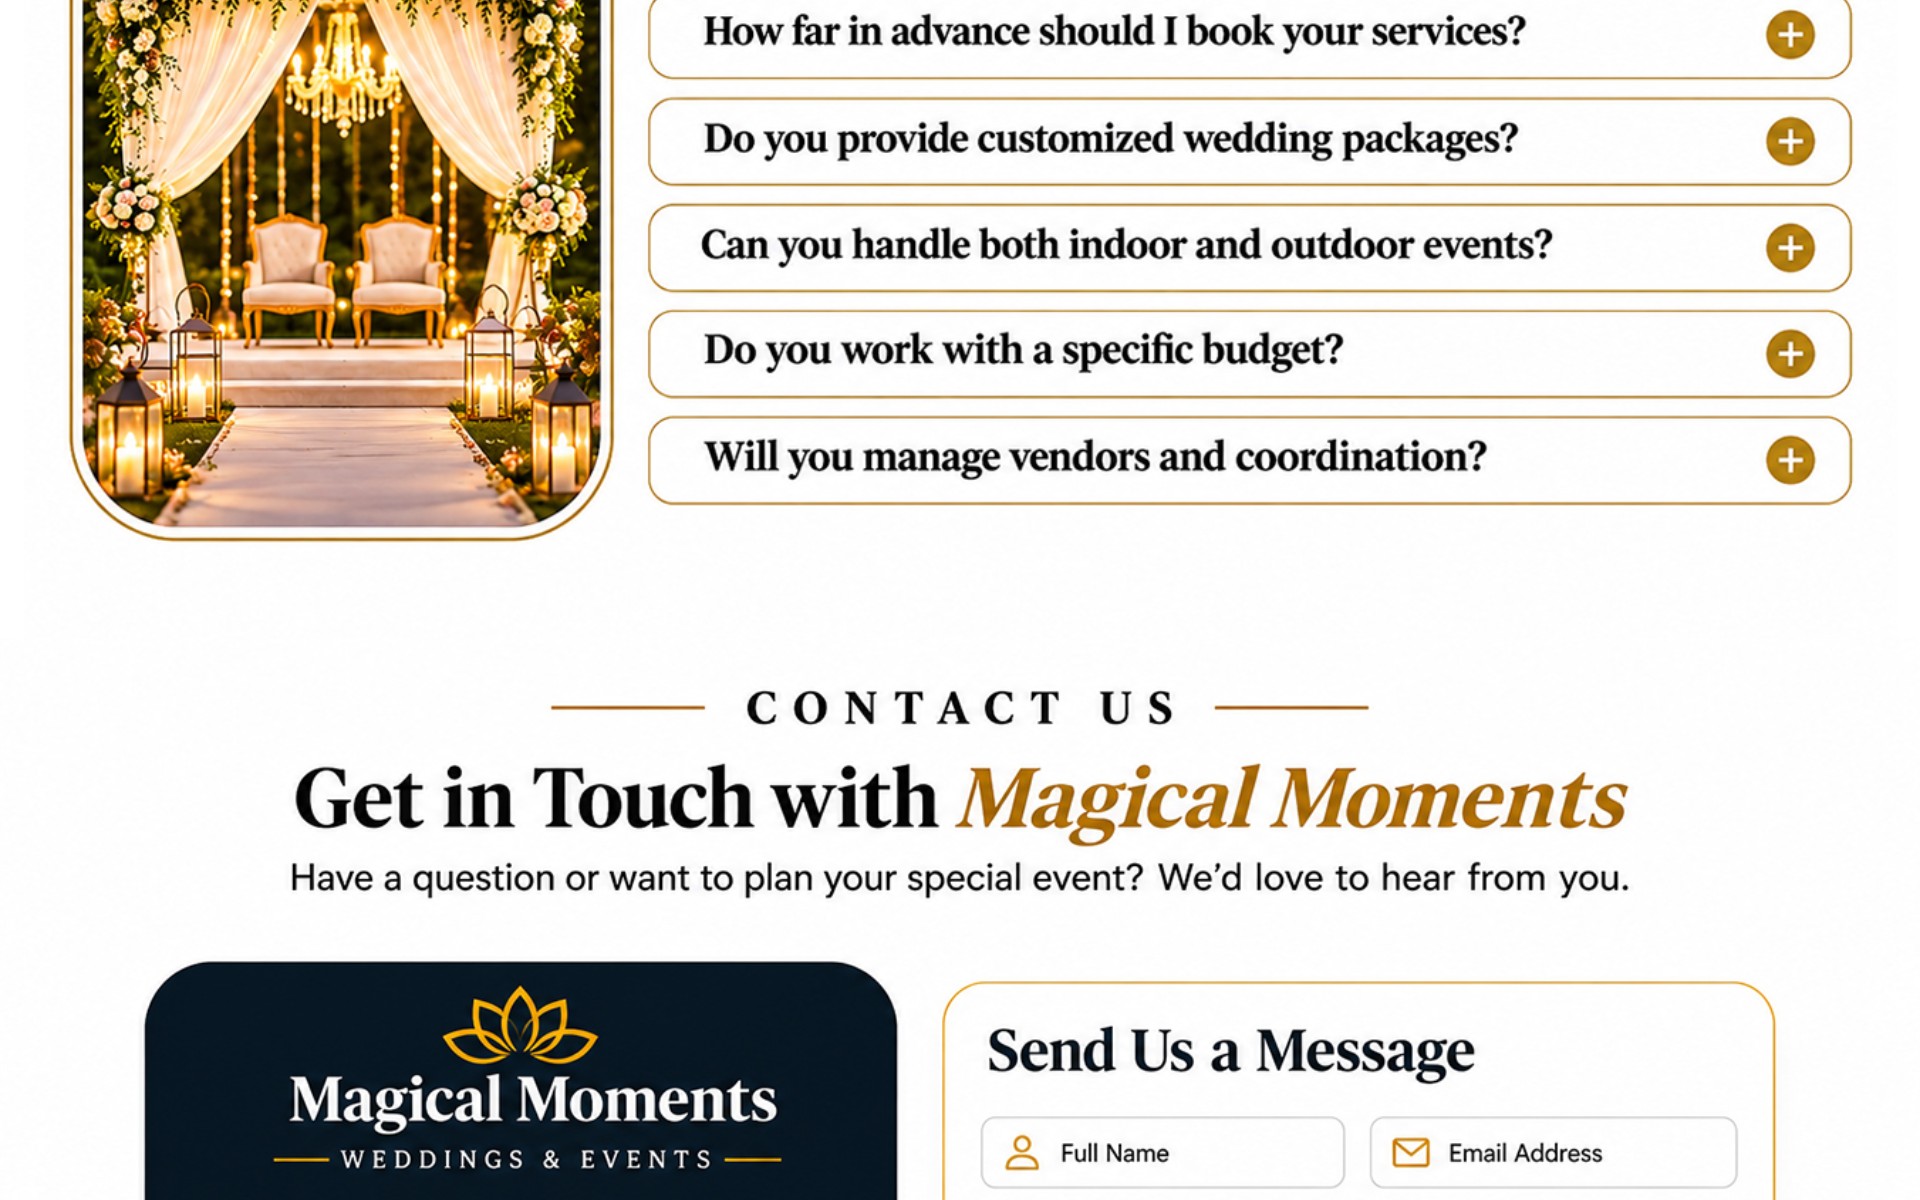 How far in advance should I book your services?
Do you provide customized wedding packages?
Can you handle both indoor and outdoor events?
Do you work with a specific budget?
Will you manage vendors and coordination?
CONTACT US
Get in Touch with Magical Moments
Have a question or want to plan your special event? We’d love to hear from you.
Magical Moments
WEDDINGS & EVENTS
Send Us a Message
Full Name
Email Address